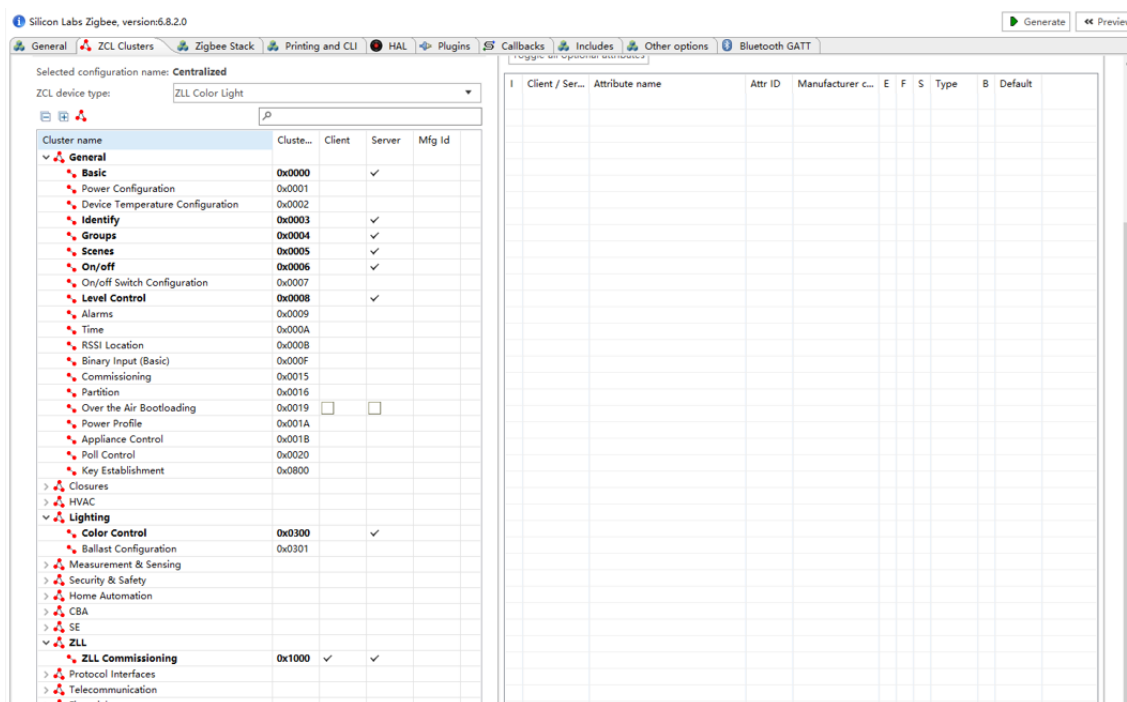 Silicon Labs Zigbee, version:6.8.2.0
Generate
Preview
General ZCL Clusters Zigbee Stack Printing and CLI HAL Plugins Callbacks Includes Other options Bluetooth GATT
Toggle all optional attributes
Selected configuration name: Centralized
ZCL device type: ZLL Color Light
I Client / Ser... Attribute name Attr ID Manufacturer c... E F S Type B Default
Cluster name Cluste... Client Server Mfg Id
General
Basic 0x0000
Power Configuration 0x0001
Device Temperature Configuration 0x0002
Identify 0x0003
Groups 0x0004
Scenes 0x0005
On/off 0x0006
On/off Switch Configuration 0x0007
Level Control 0x0008
Alarms 0x0009
Time 0x000A
RSSI Location 0x000B
Binary Input (Basic) 0x000F
Commissioning 0x0015
Partition 0x0016
Over the Air Bootloading 0x0019
Power Profile 0x001A
Appliance Control 0x001B
Poll Control 0x0020
Key Establishment 0x0800
Closures
HVAC
Lighting
Color Control 0x0300
Ballast Configuration 0x0301
Measurement & Sensing
Security & Safety
Home Automation
CBA
SE
ZLL
ZLL Commissioning 0x1000
Protocol Interfaces
Telecommunication